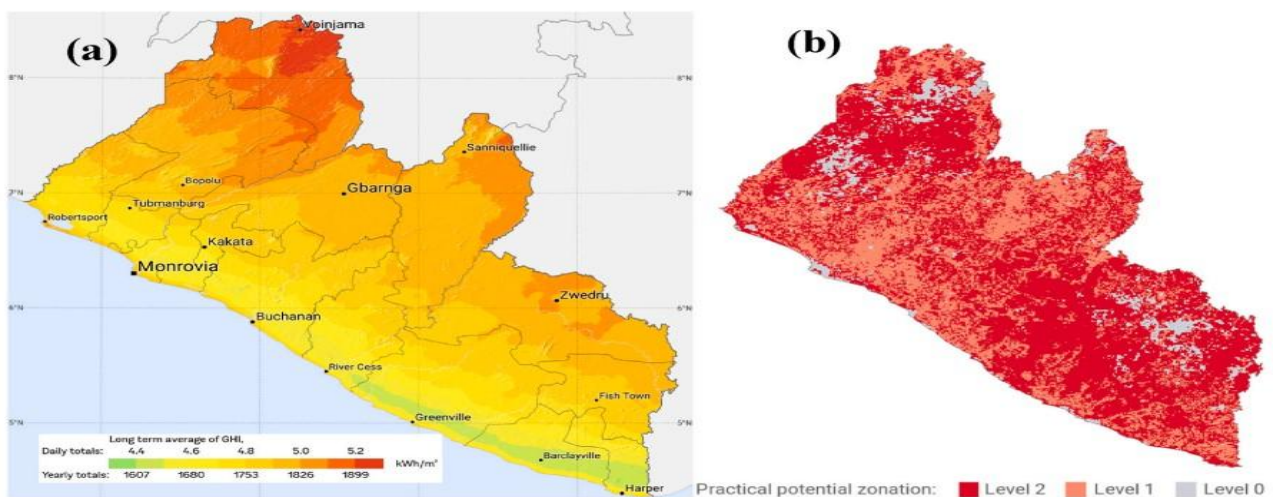 (a)
Voinjama
8°N
8°N
Sanniquellie
Bopolu
Gbarnga
7°N
7°N
Tubmanburg
Robertsport
Kakata
Monrovia
Zwedru
6°N
6°N
Buchanan
River Cess
Fish Town
Greenville
5°N
5°N
Barclayville
Harper
Long term average of GHI,
Daily totals: 4.4 4.6 4.8 5.0 5.2
kWh/m²
Yearly totals: 1607 1680 1753 1826 1899
(b)
Practical potential zonation: Level 2 Level 1 Level 0